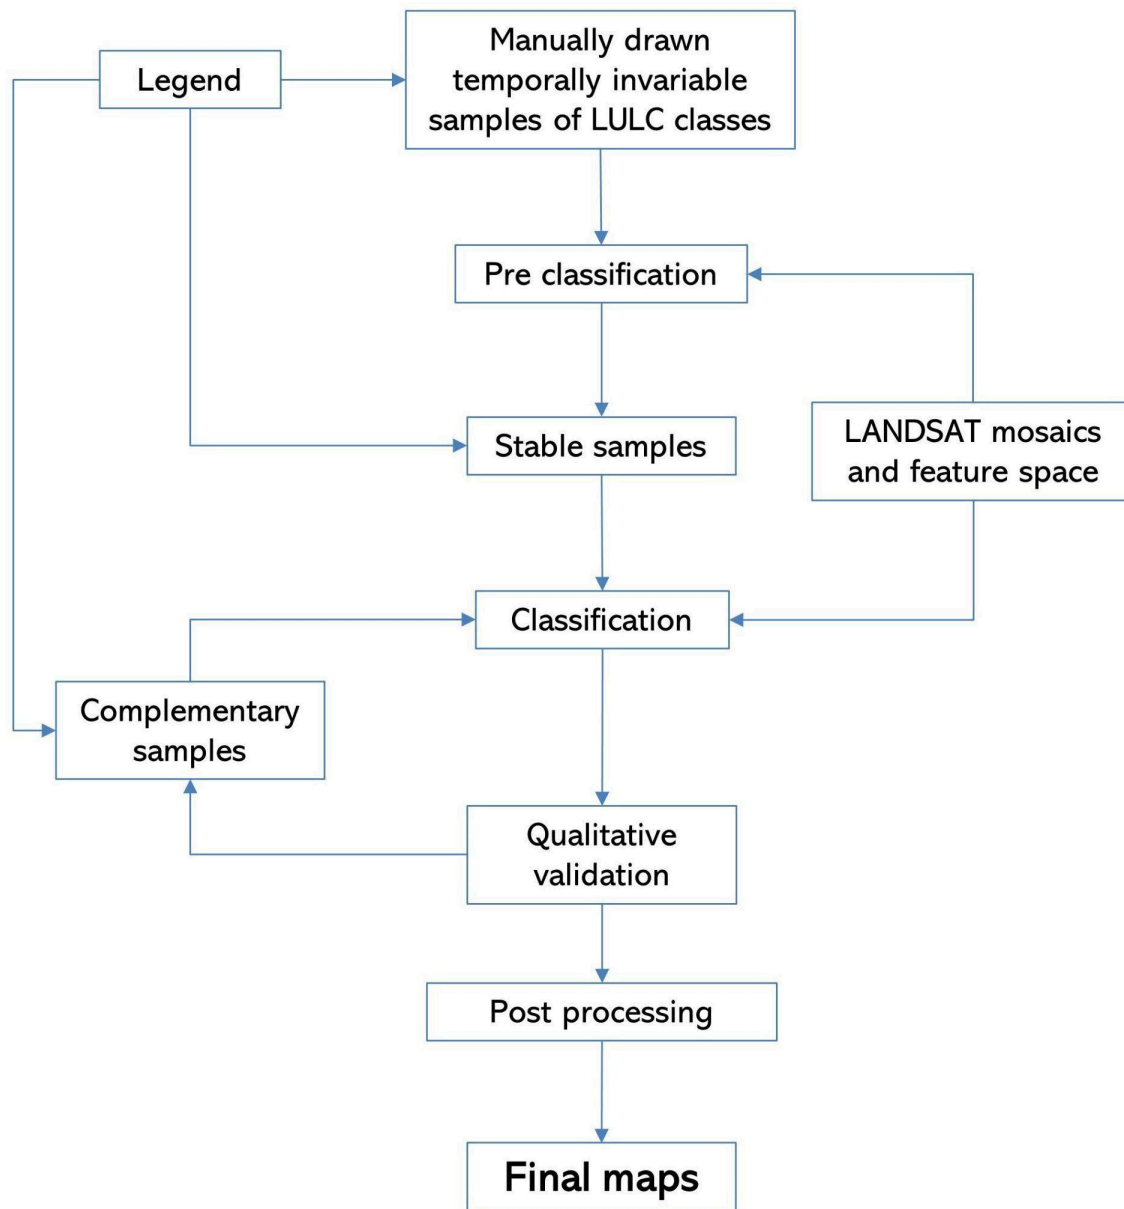 Manually drawn
temporally invariable
samples of LULC classes
Legend
Pre classification
Stable samples
LANDSAT mosaics
and feature space
Classification
Complementary
samples
Qualitative
validation
Post processing
Final maps